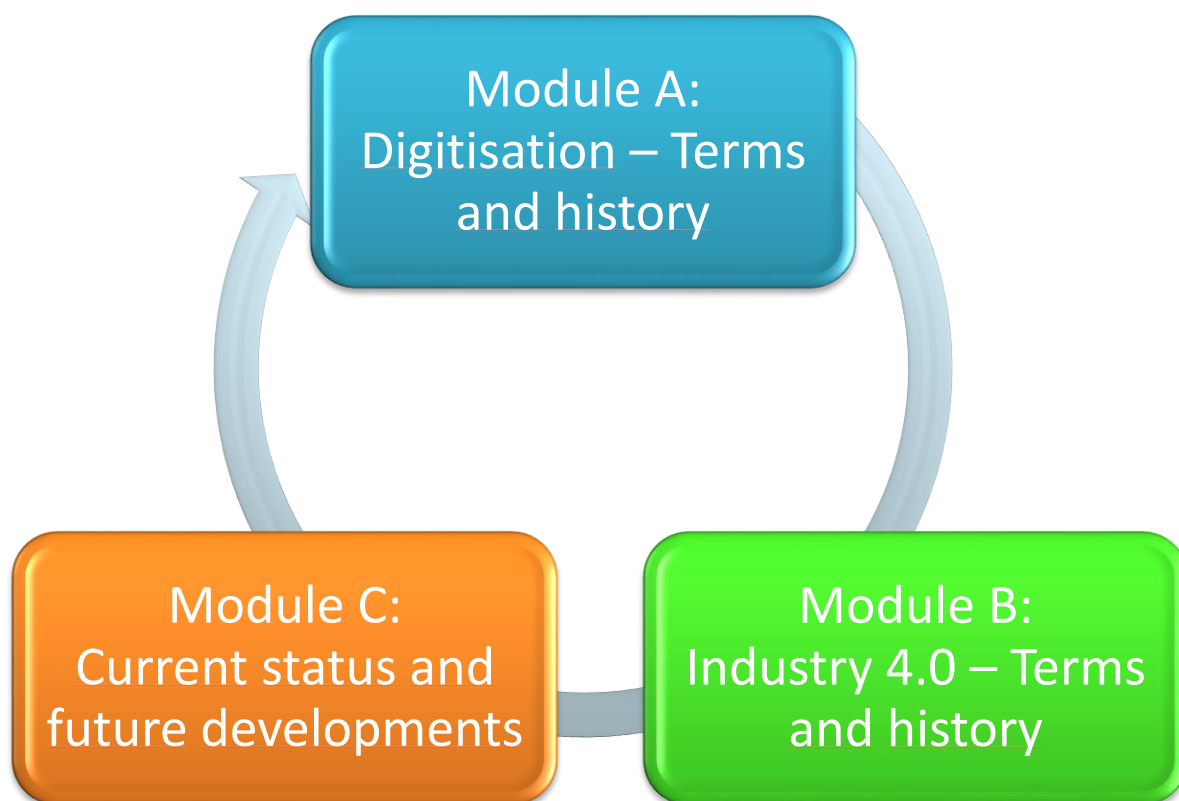 Module A:
Digitisation – Terms
and history
Module B:
Industry 4.0 – Terms
and history
Module C:
Current status and
future developments